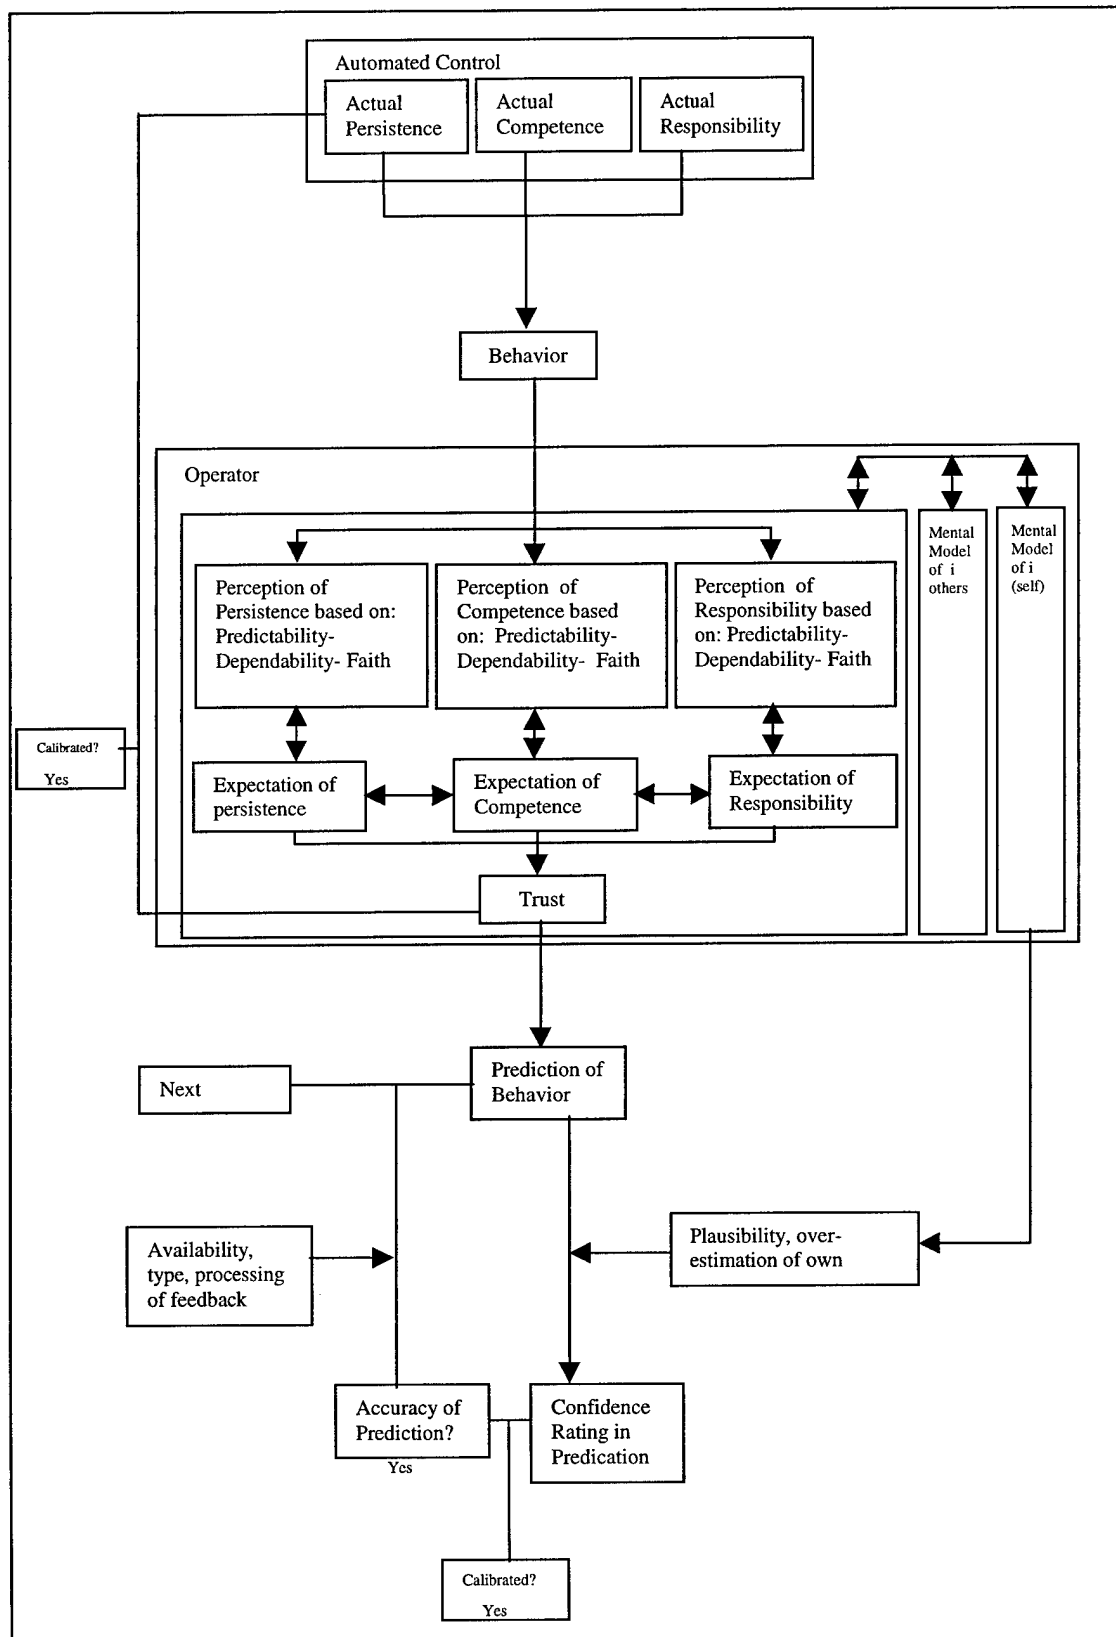 Automated Control
Actual
Persistence
Actual
Competence
Actual
Responsibility
Behavior
Operator
Mental
Model
of i
others
Mental
Model
of i
(self)
Perception of
Persistence based on:
Predictability-
Dependability- Faith
Perception of
Competence based
on: Predictability-
Dependability- Faith
Perception of
Responsibility based
on: Predictability-
Dependability- Faith
Calibrated?
Yes
Expectation of
persistence
Expectation of
Competence
Expectation of
Responsibility
Trust
Prediction of
Behavior
Next
Availability,
type, processing
of feedback
Plausibility, over-
estimation of own
Accuracy of
Prediction?
Yes
Confidence
Rating in
Predication
Calibrated?
Yes